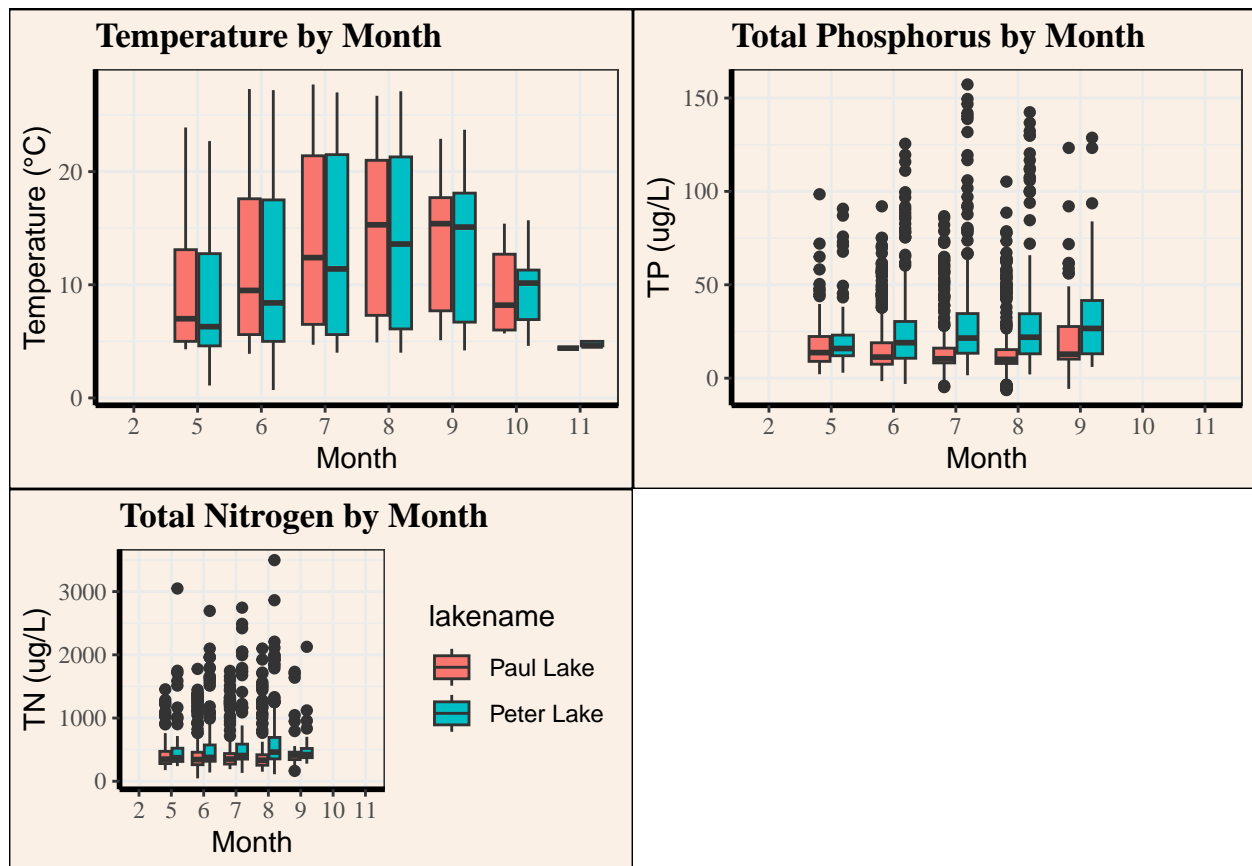 Temperature by Month
Temperature (°C)
20
10
0
2 5 6 7 8 9 10 11
Month
Total Phosphorus by Month
TP (ug/L)
150
100
50
0
2 5 6 7 8 9 10 11
Month
Total Nitrogen by Month
TN (ug/L)
3000
2000
1000
0
2 5 6 7 8 9 10 11
Month
lakename
Paul Lake
Peter Lake